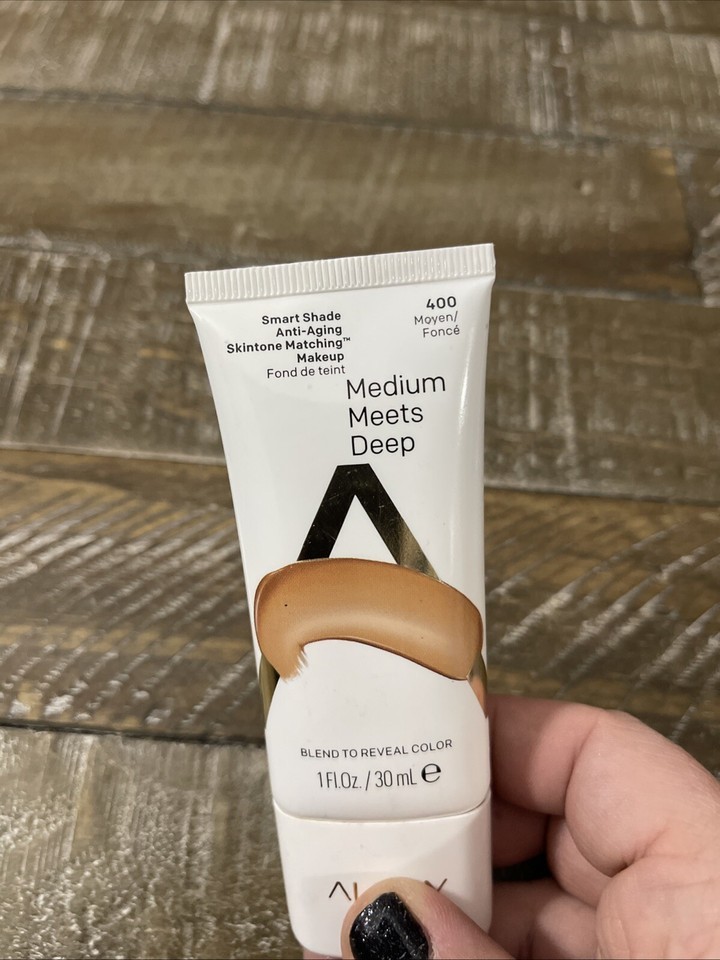 Smart Shade
Anti-Aging
Skintone Matching™
Makeup
Fond de teint
400
Moyen/
Foncé
Medium
Meets
Deep
BLEND TO REVEAL COLOR
1 Fl.Oz. / 30 mL ℮